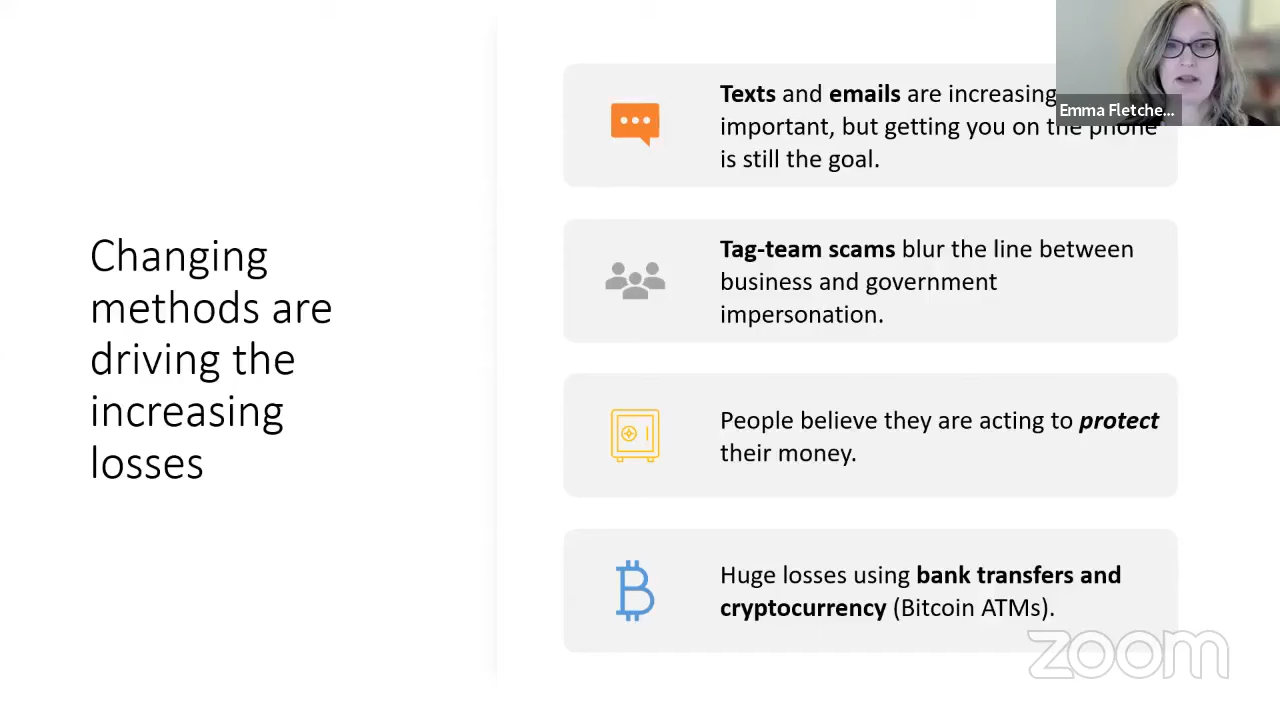 Changing
methods are
driving the
increasing
losses
Texts and emails are increasing
important, but getting you on the phone
is still the goal.
Tag-team scams blur the line between
business and government
impersonation.
People believe they are acting to protect
their money.
Huge losses using bank transfers and
cryptocurrency (Bitcoin ATMs).
Emma Fletche...
zoom